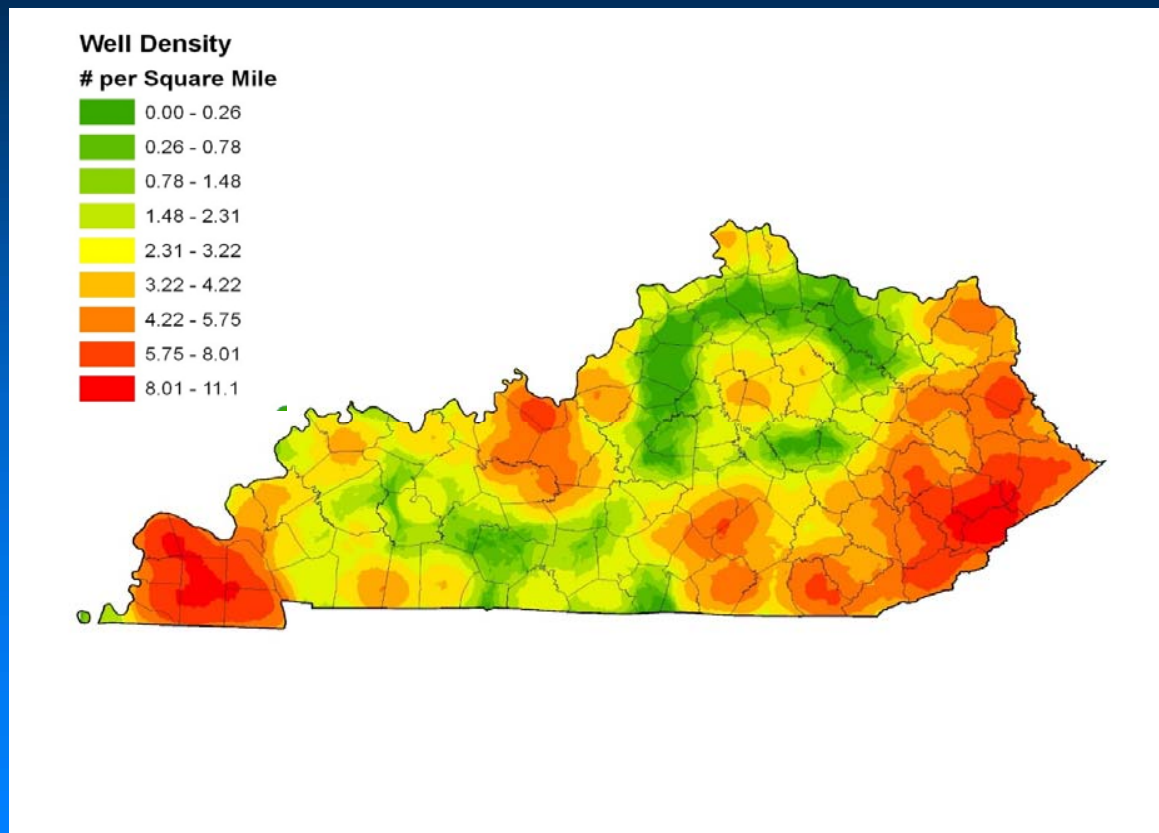 Well Density
# per Square Mile
0.00 - 0.26
0.26 - 0.78
0.78 - 1.48
1.48 - 2.31
2.31 - 3.22
3.22 - 4.22
4.22 - 5.75
5.75 - 8.01
8.01 - 11.1